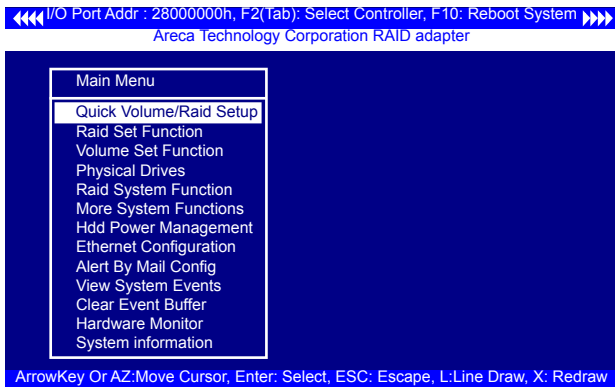 I/O Port Addr : 28000000h, F2(Tab): Select Controller, F10: Reboot System
Areca Technology Corporation RAID adapter
Main Menu
Quick Volume/Raid Setup
Raid Set Function
Volume Set Function
Physical Drives
Raid System Function
More System Functions
Hdd Power Management
Ethernet Configuration
Alert By Mail Config
View System Events
Clear Event Buffer
Hardware Monitor
System information
ArrowKey Or AZ:Move Cursor, Enter: Select, ESC: Escape, L:Line Draw, X: Redraw